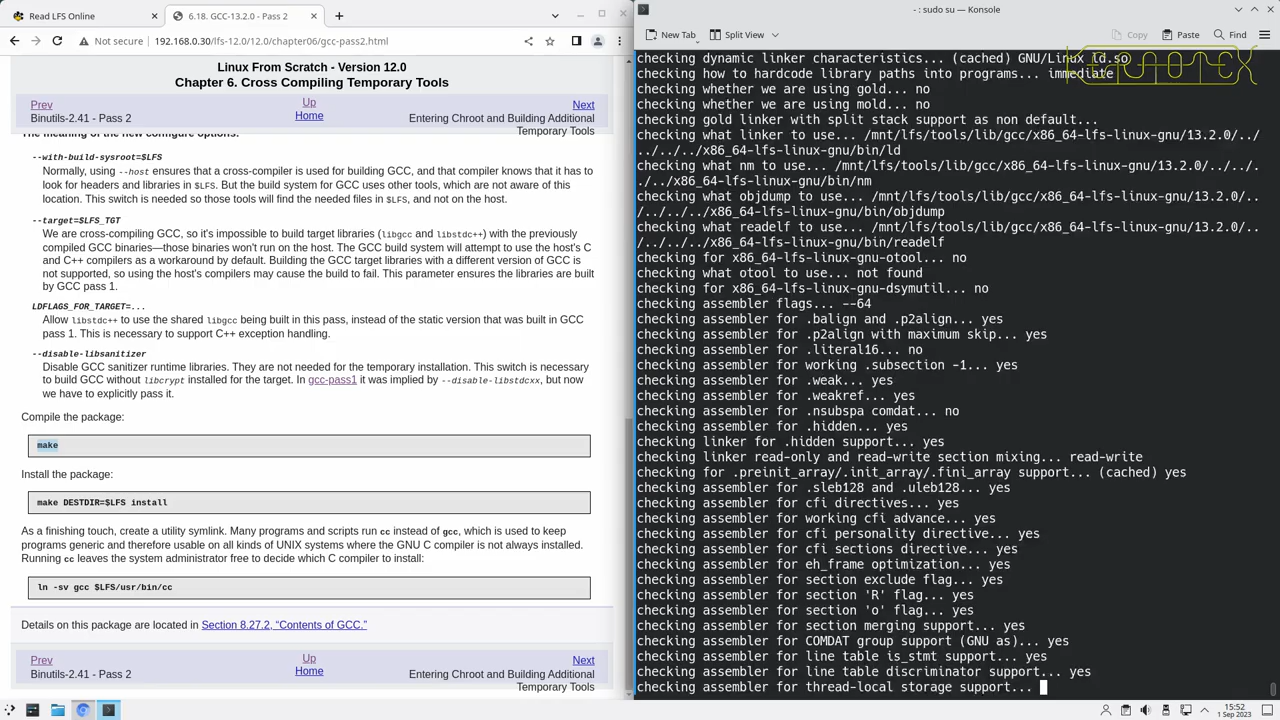 Read LFS Online
6.18. GCC-13.2.0 - Pass 2
Not secure
192.168.0.30/lfs-12.0/12.0/chapter06/gcc-pass2.html
Linux From Scratch - Version 12.0
Chapter 6. Cross Compiling Temporary Tools
Prev
Up
Next
Binutils-2.41 - Pass 2
Home
Entering Chroot and Building Additional
Temporary Tools
The meaning of the new configure options:
--with-build-sysroot=$LFS
Normally, using --host ensures that a cross-compiler is used for building GCC, and that compiler knows that it has to
look for headers and libraries in $LFS. But the build system for GCC uses other tools, which are not aware of this
location. This switch is needed so those tools will find the needed files in $LFS, and not on the host.
--target=$LFS_TGT
We are cross-compiling GCC, so it's impossible to build target libraries (libgcc and libstdc++) with the previously
compiled GCC binaries—those binaries won't run on the host. The GCC build system will attempt to use the host's C
and C++ compilers as a workaround by default. Building the GCC target libraries with a different version of GCC is
not supported, so using the host's compilers may cause the build to fail. This parameter ensures the libraries are built
by GCC pass 1.
LDFLAGS_FOR_TARGET=...
Allow libstdc++ to use the shared libgcc being built in this pass, instead of the static version that was built in GCC
pass 1. This is necessary to support C++ exception handling.
--disable-libsanitizer
Disable GCC sanitizer runtime libraries. They are not needed for the temporary installation. This switch is necessary
to build GCC without libcrypt installed for the target. In gcc-pass1 it was implied by --disable-libstdcxx, but now
we have to explicitly pass it.
Compile the package:
make
Install the package:
make DESTDIR=$LFS install
As a finishing touch, create a utility symlink. Many programs and scripts run cc instead of gcc, which is used to keep
programs generic and therefore usable on all kinds of UNIX systems where the GNU C compiler is not always installed.
Running cc leaves the system administrator free to decide which C compiler to install:
ln -sv gcc $LFS/usr/bin/cc
Details on this package are located in Section 8.27.2, “Contents of GCC.”
Prev
Up
Next
Binutils-2.41 - Pass 2
Home
Entering Chroot and Building Additional
Temporary Tools
- : sudo su — Konsole
New Tab
Split View
Copy
Paste
Find
checking dynamic linker characteristics... (cached) GNU/Linux ld.so
checking how to hardcode library paths into programs... immediate
checking whether we are using gold... no
checking whether we are using mold... no
checking gold linker with split stack support as non default...
checking what linker to use... /mnt/lfs/tools/lib/gcc/x86_64-lfs-linux-gnu/13.2.0/../
../../../../x86_64-lfs-linux-gnu/bin/ld
checking what nm to use... /mnt/lfs/tools/lib/gcc/x86_64-lfs-linux-gnu/13.2.0/../../.
./../x86_64-lfs-linux-gnu/bin/nm
checking what objdump to use... /mnt/lfs/tools/lib/gcc/x86_64-lfs-linux-gnu/13.2.0/..
/../../../x86_64-lfs-linux-gnu/bin/objdump
checking what readelf to use... /mnt/lfs/tools/lib/gcc/x86_64-lfs-linux-gnu/13.2.0/..
/../../../x86_64-lfs-linux-gnu/bin/readelf
checking for x86_64-lfs-linux-gnu-otool... no
checking what otool to use... not found
checking for x86_64-lfs-linux-gnu-dsymutil... no
checking assembler flags... --64
checking assembler for .balign and .p2align... yes
checking assembler for .p2align with maximum skip... yes
checking assembler for .literal16... no
checking assembler for working .subsection -1... yes
checking assembler for .weak... yes
checking assembler for .weakref... yes
checking assembler for .nsubspa comdat... no
checking assembler for .hidden... yes
checking linker for .hidden support... yes
checking linker read-only and read-write section mixing... read-write
checking for .preinit_array/.init_array/.fini_array support... (cached) yes
checking assembler for .sleb128 and .uleb128... yes
checking assembler for cfi directives... yes
checking assembler for working cfi advance... yes
checking assembler for cfi personality directive... yes
checking assembler for cfi sections directive... yes
checking assembler for eh_frame optimization... yes
checking assembler for section exclude flag... yes
checking assembler for section 'R' flag... yes
checking assembler for section 'o' flag... yes
checking assembler for section merging support... yes
checking assembler for COMDAT group support (GNU as)... yes
checking assembler for line table is_stmt support... yes
checking assembler for line table discriminator support... yes
checking assembler for thread-local storage support...
15:52
1 Sep 2023